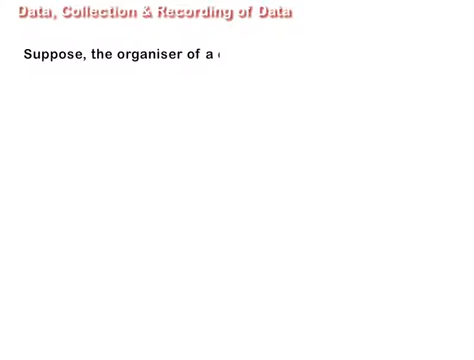 Data, Collection & Recording of Data
Suppose, the organiser of a